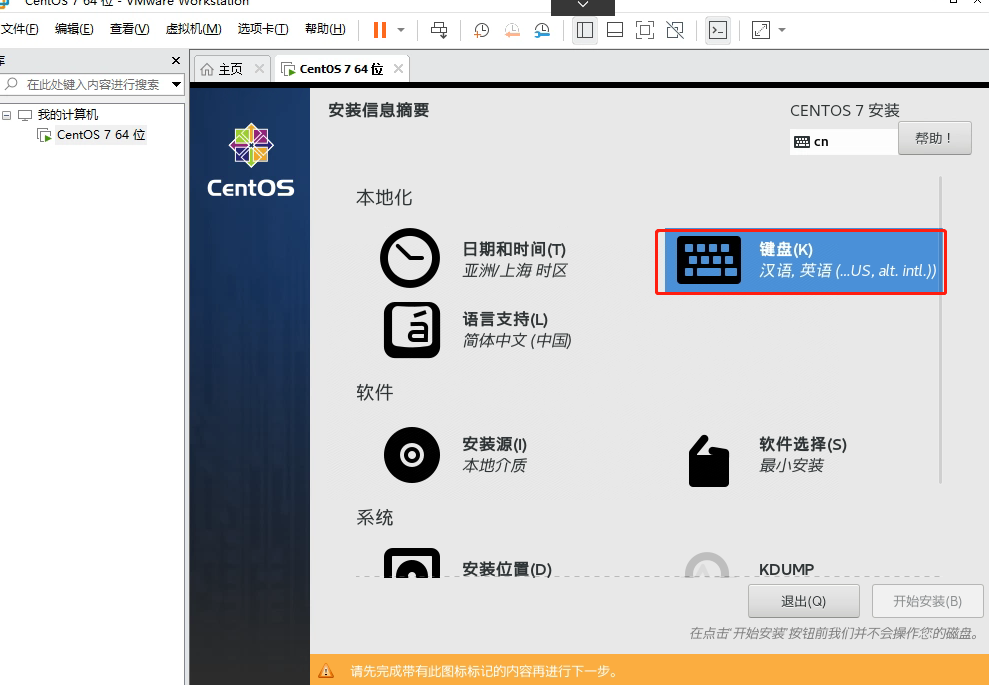 CentOS 7 64 位 - VMware Workstation
文件(F) 编辑(E) 查看(V) 虚拟机(M) 选项卡(T) 帮助(H)
库
在此处键入内容进行搜索
我的计算机
CentOS 7 64 位
主页 CentOS 7 64 位
CentOS
安装信息摘要
CENTOS 7 安装
cn
帮助！
本地化
日期和时间(T)
亚洲/上海 时区
键盘(K)
汉语, 英语 (...US, alt. intl.))
语言支持(L)
简体中文 (中国)
软件
安装源(I)
本地介质
软件选择(S)
最小安装
系统
安装位置(D)
KDUMP
退出(Q)
开始安装(B)
在点击'开始安装'按钮前我们并不会操作您的磁盘。
请先完成带有此图标标记的内容再进行下一步。